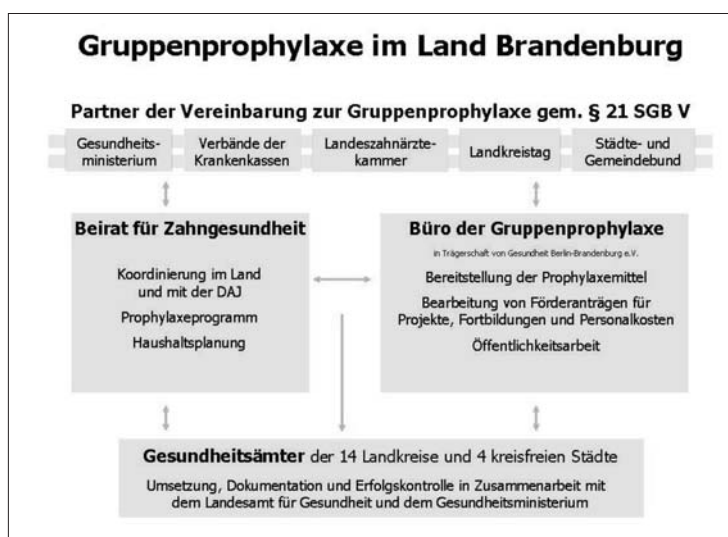 Gruppenprophylaxe im Land Brandenburg
Partner der Vereinbarung zur Gruppenprophylaxe gem. § 21 SGB V
Gesundheits-
ministerium
Verbände der
Krankenkassen
Landeszahnärzte-
kammer
Landkreistag
Städte- und
Gemeindebund
Beirat für Zahngesundheit
Koordinierung im Land
und mit der DAJ
Prophylaxeprogramm
Haushaltsplanung
Büro der Gruppenprophylaxe
in Trägerschaft von Gesundheit Berlin-Brandenburg e.V.
Bereitstellung der Prophylaxemittel
Bearbeitung von Förderanträgen für
Projekte, Fortbildungen und Personalkosten
Öffentlichkeitsarbeit
Gesundheitsämter der 14 Landkreise und 4 kreisfreien Städte
Umsetzung, Dokumentation und Erfolgskontrolle in Zusammenarbeit mit
dem Landesamt für Gesundheit und dem Gesundheitsministerium